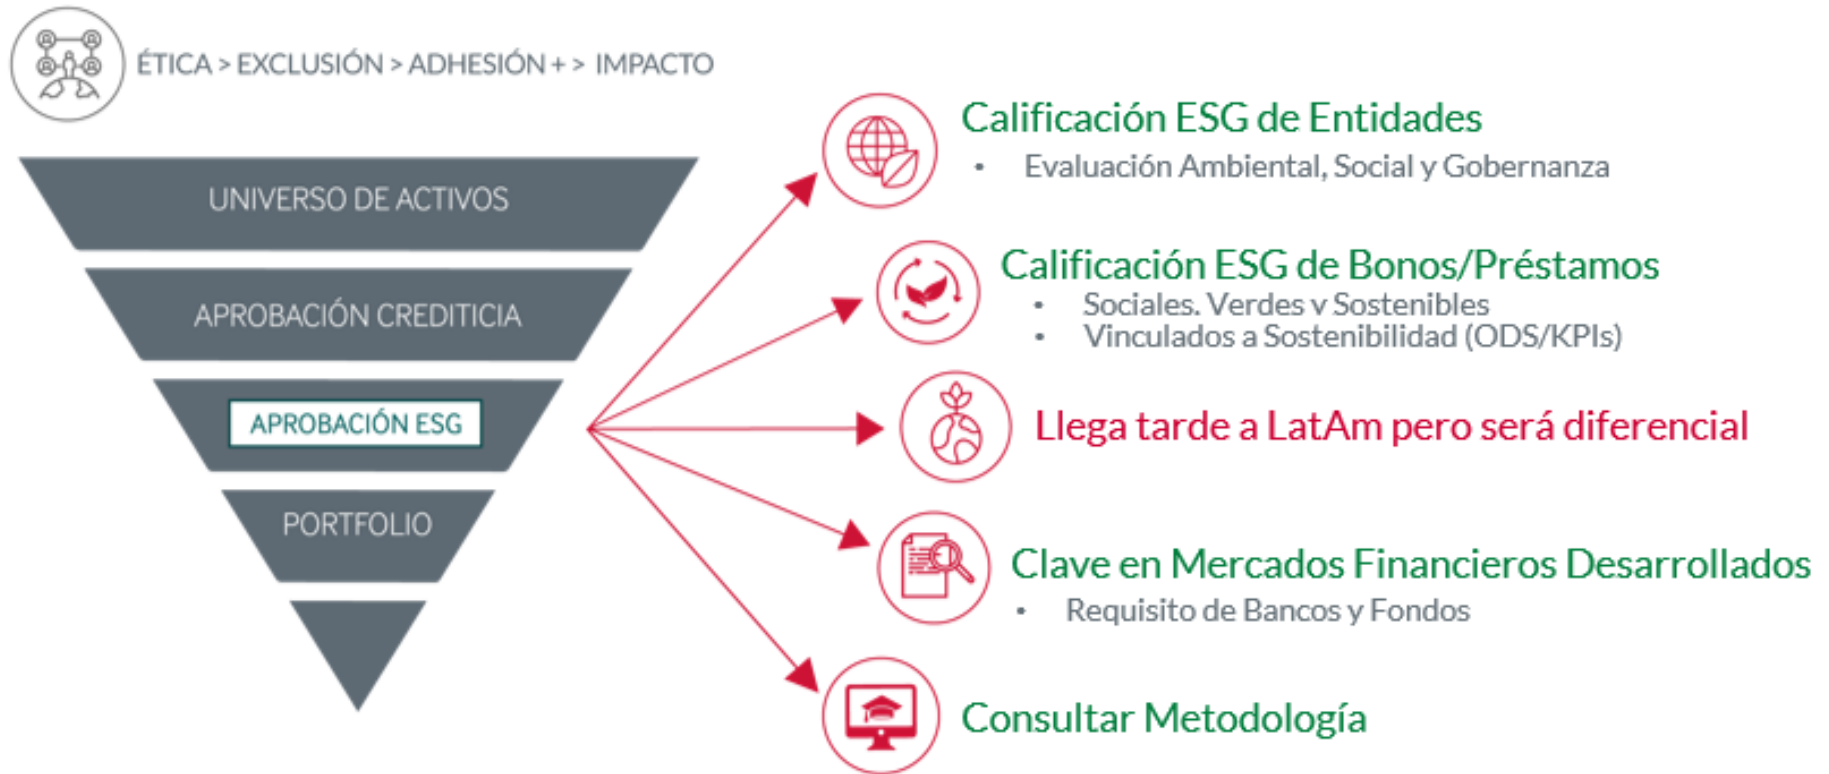 ÉTICA > EXCLUSIÓN > ADHESIÓN + > IMPACTO
UNIVERSO DE ACTIVOS
APROBACIÓN CREDITICIA
APROBACIÓN ESG
PORTFOLIO
Calificación ESG de Entidades
• Evaluación Ambiental, Social y Gobernanza
Calificación ESG de Bonos/Préstamos
• Sociales. Verdes v Sostenibles
• Vinculados a Sostenibilidad (ODS/KPIs)
Llega tarde a LatAm pero será diferencial
Clave en Mercados Financieros Desarrollados
• Requisito de Bancos y Fondos
Consultar Metodología